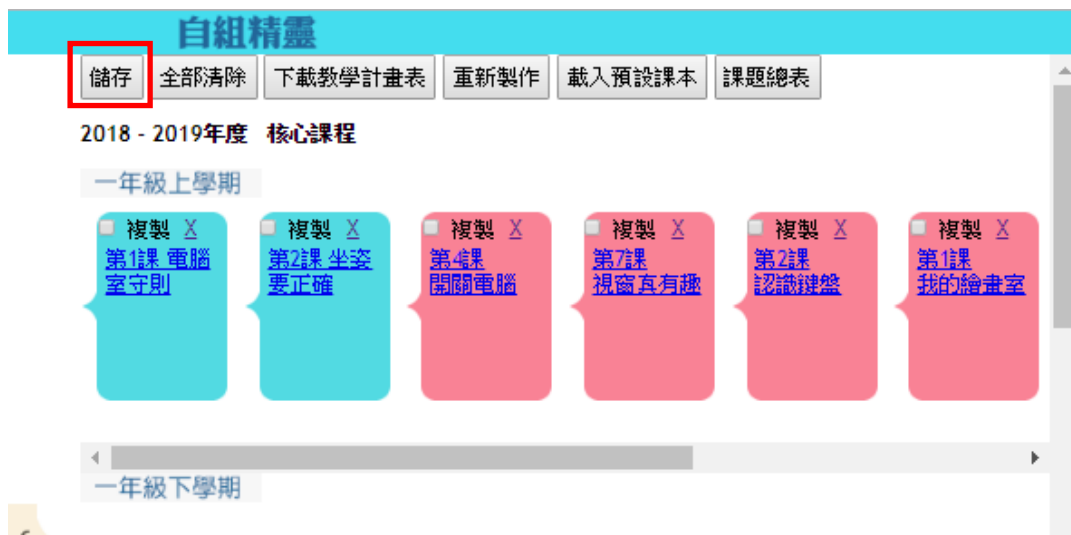 自組精靈
儲存 全部清除 下載教學計畫表 重新製作 載入預設課本 課題總表
2018 - 2019年度 核心課程
一年級上學期
複製 X
第1課 電腦
室守則
複製 X
第2課 坐姿
要正確
複製 X
第4課
開關電腦
複製 X
第7課
視窗真有趣
複製 X
第2課
認識鍵盤
複製 X
第1課
我的繪畫室
一年級下學期